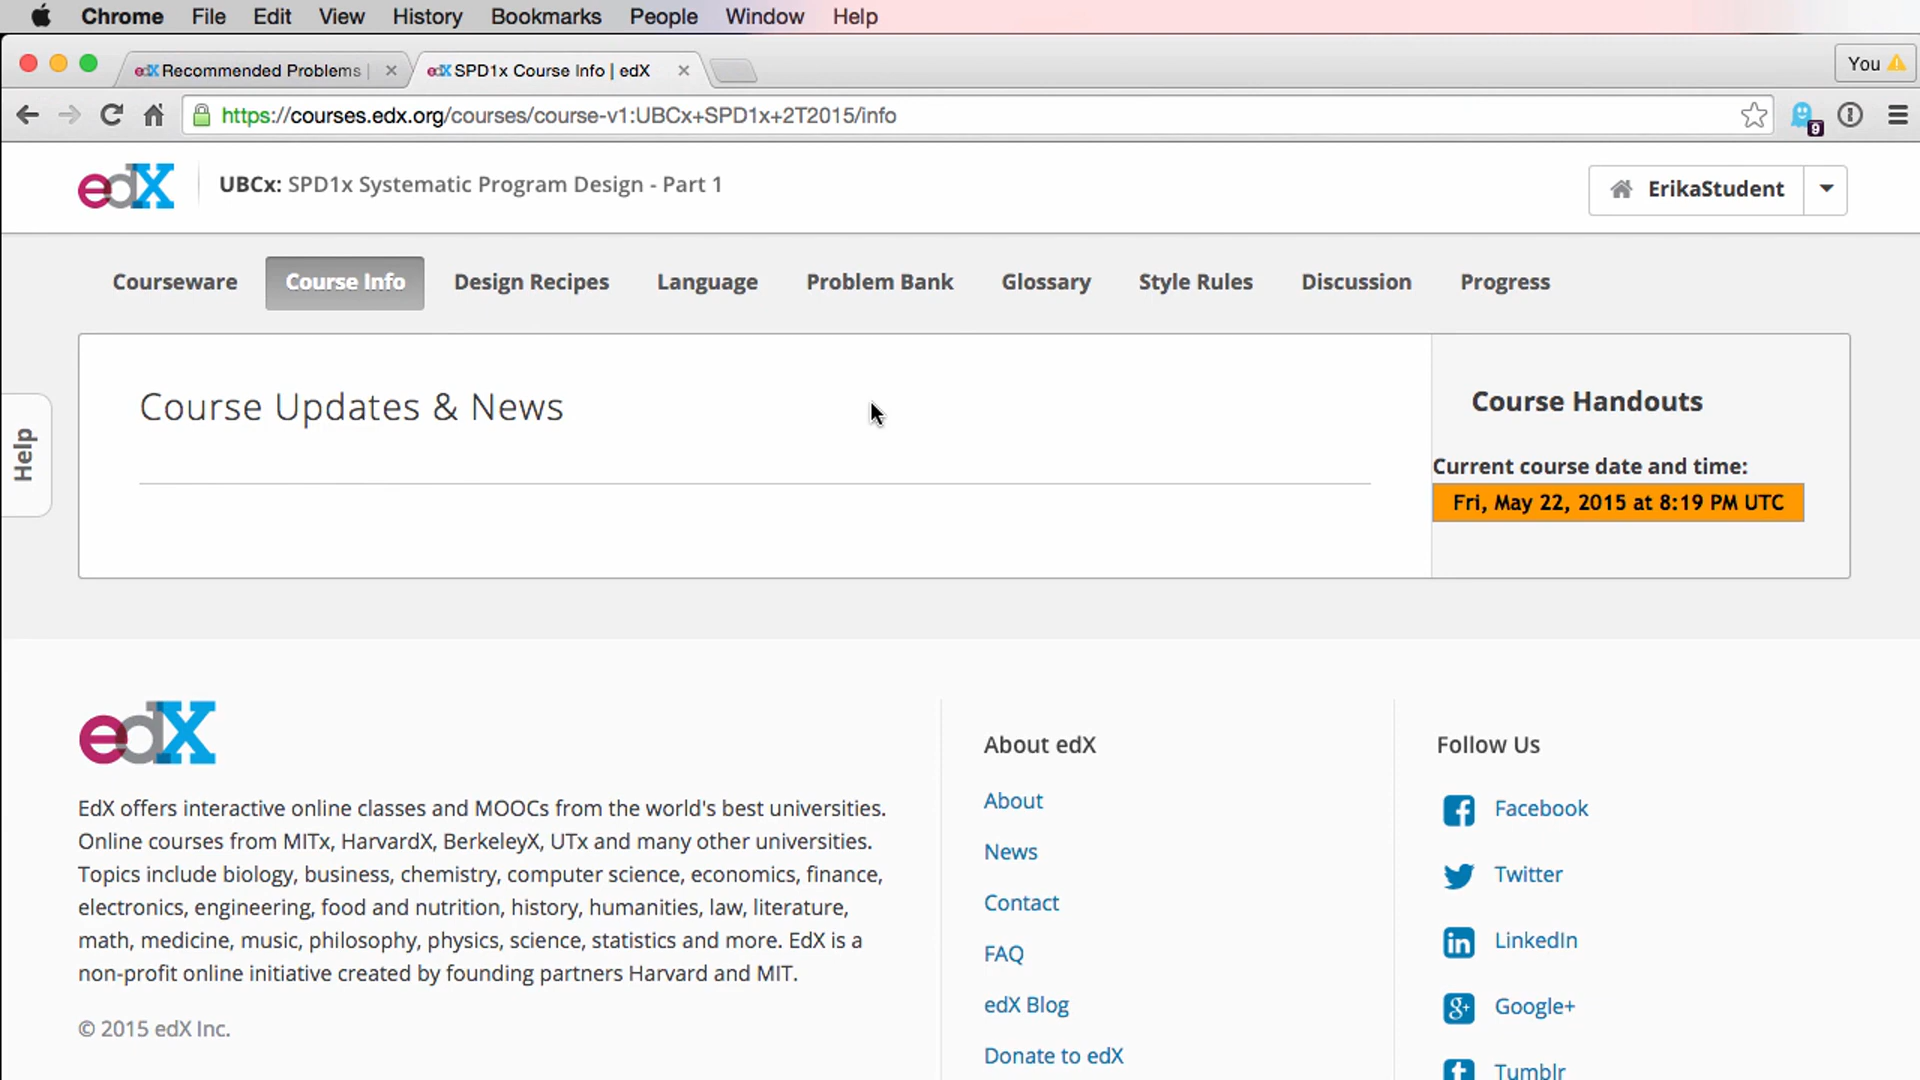 Chrome File Edit View History Bookmarks People Window Help
edX Recommended Problems | edX SPD1x Course Info | edX You
https://courses.edx.org/courses/course-v1:UBCx+SPD1x+2T2015/info 9
edX UBCx: SPD1x Systematic Program Design - Part 1 ErikaStudent
Courseware Course Info Design Recipes Language Problem Bank Glossary Style Rules Discussion Progress
Course Updates & News
Course Handouts
Current course date and time:
Fri, May 22, 2015 at 8:19 PM UTC
Help
edX
EdX offers interactive online classes and MOOCs from the world's best universities.
Online courses from MITx, HarvardX, BerkeleyX, UTx and many other universities.
Topics include biology, business, chemistry, computer science, economics, finance,
electronics, engineering, food and nutrition, history, humanities, law, literature,
math, medicine, music, philosophy, physics, science, statistics and more. EdX is a
non-profit online initiative created by founding partners Harvard and MIT.
© 2015 edX Inc.
About edX
About
News
Contact
FAQ
edX Blog
Donate to edX
Follow Us
Facebook
Twitter
LinkedIn
Google+
Tumblr